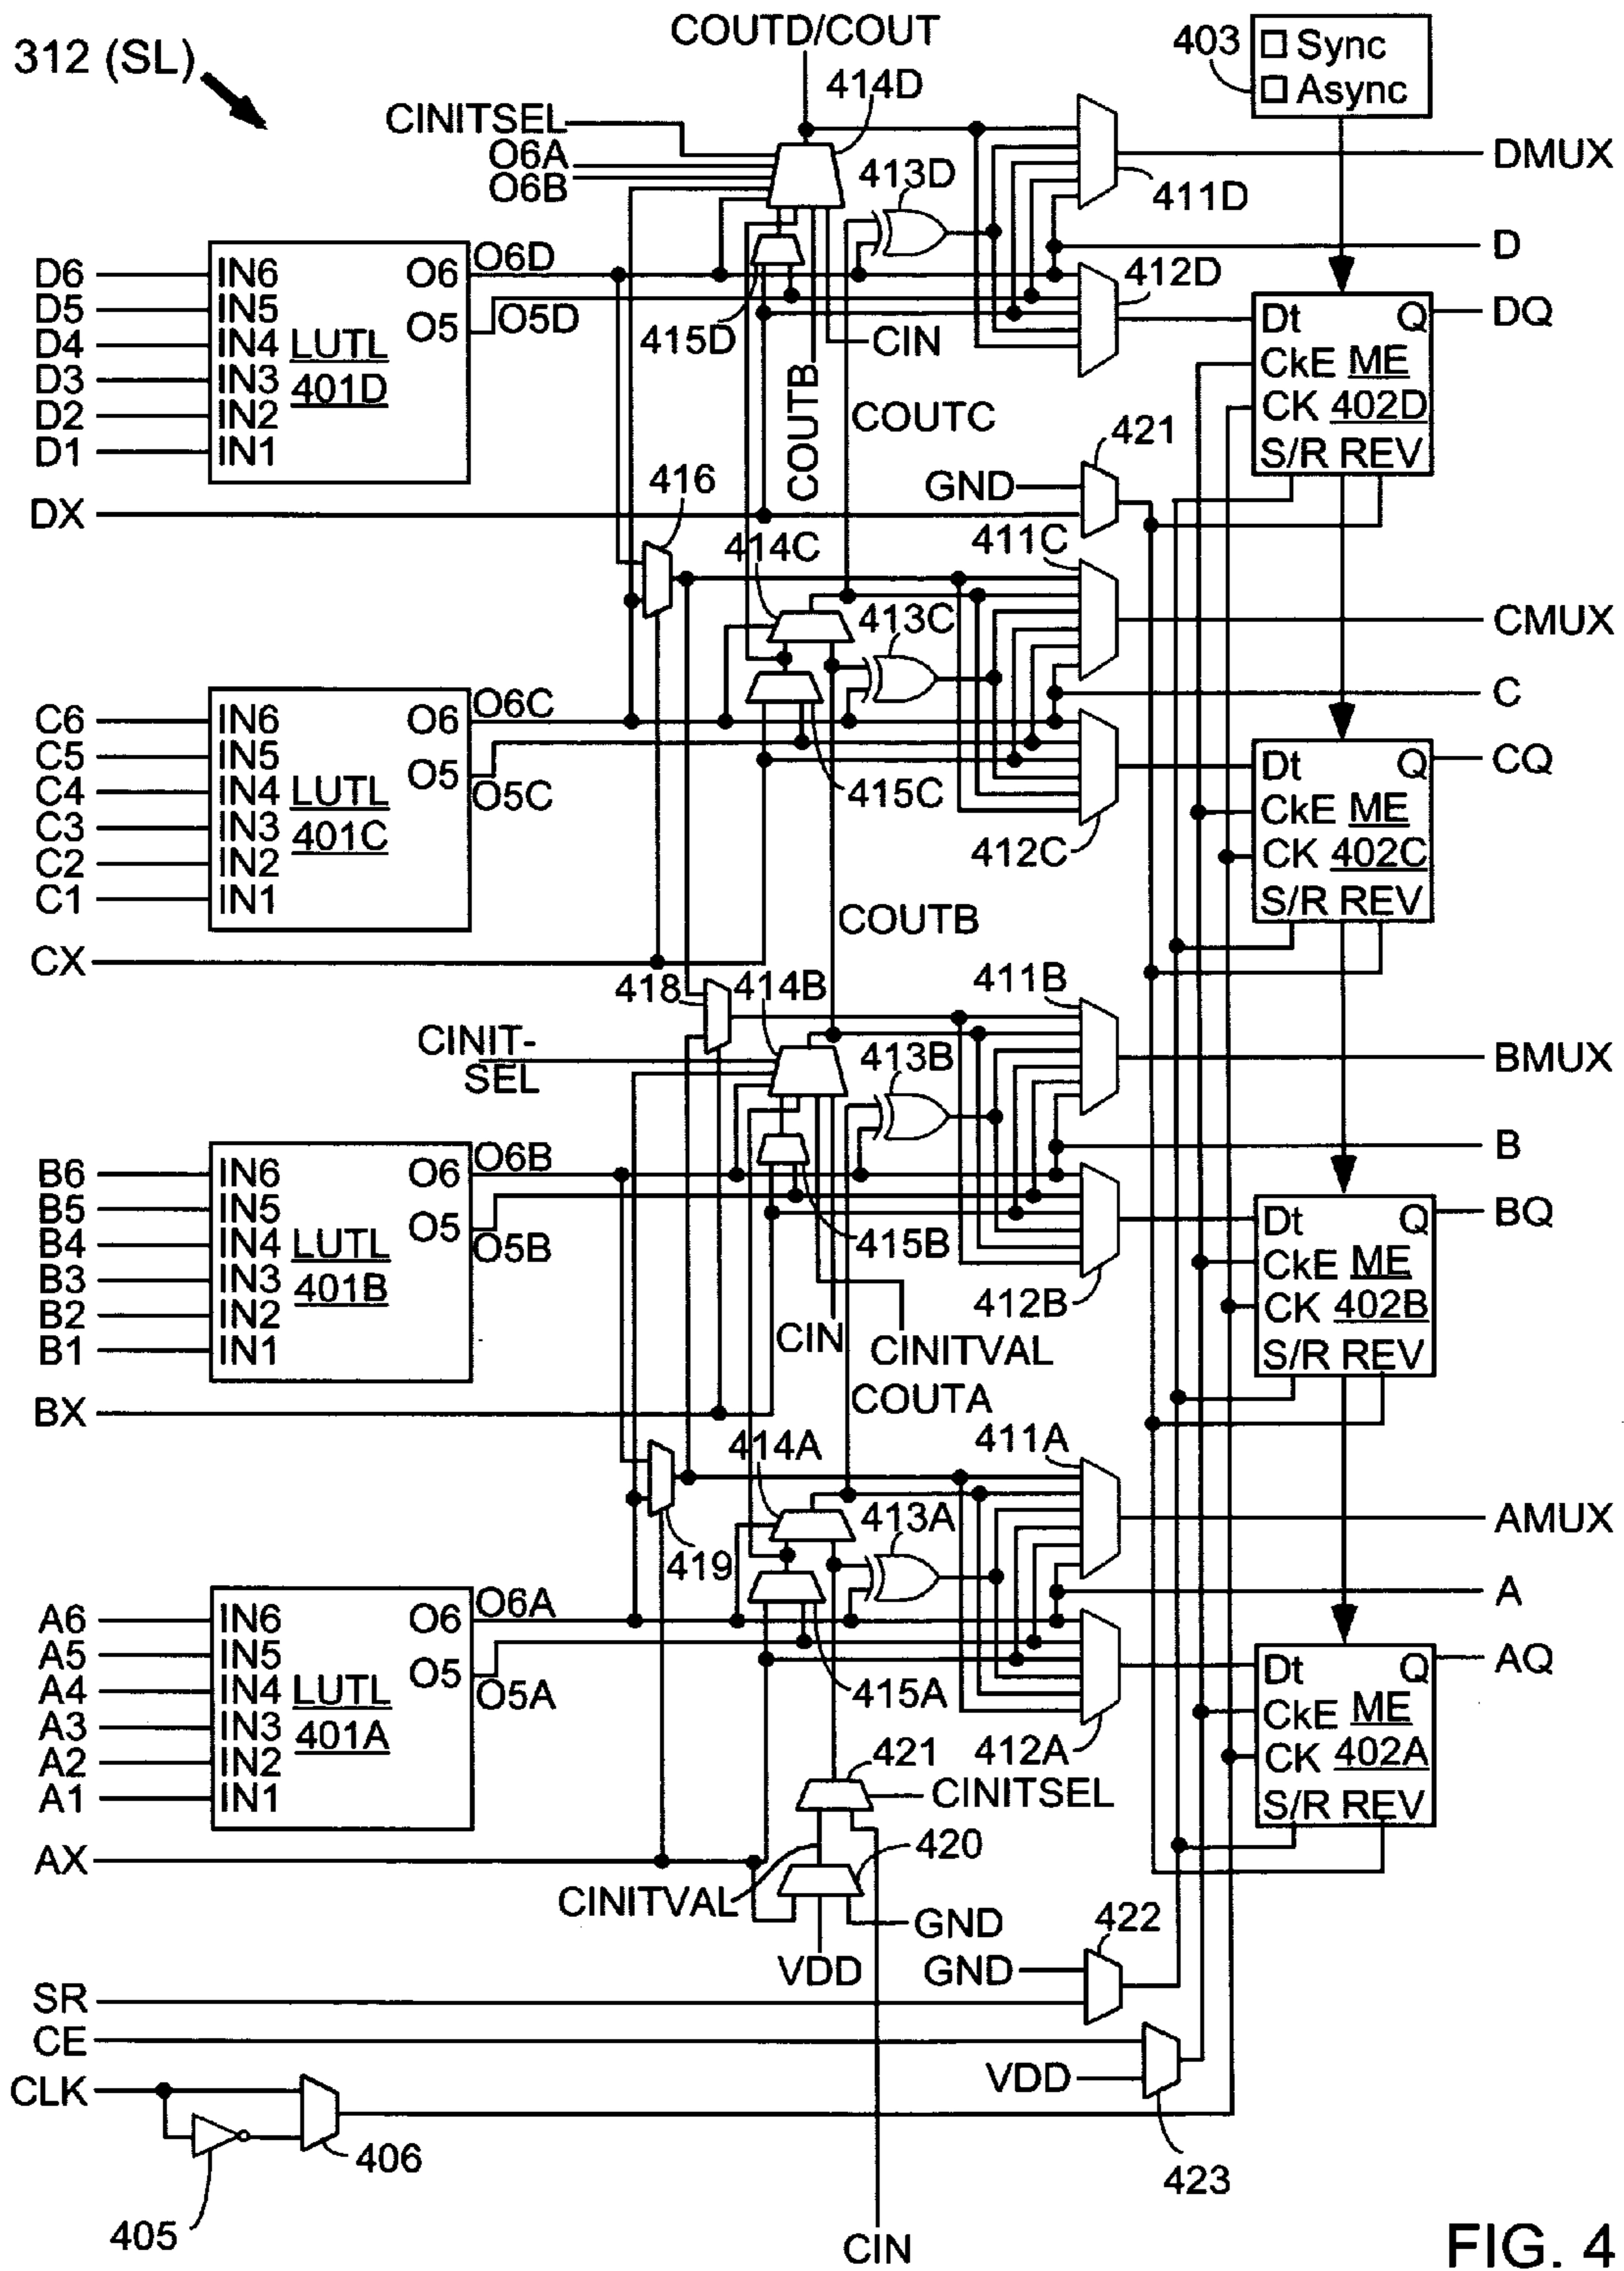 312 (SL)
COUTD/COUT
403
Sync
Async
414D
CINITSEL
O6A
O6B
413D
DMUX
411D
D
D6
D5
D4
D3
D2
D1
IN6
IN5
IN4
IN3
IN2
IN1
LUTL
401D
O6
O5
O6D
O5D
415D
CIN
COUTB
COUTC
412D
Dt
Q
CkE ME
CK 402D
S/R REV
DQ
DX
416
GND
421
414C
411C
413C
CMUX
C
C6
C5
C4
C3
C2
C1
IN6
IN5
IN4
IN3
IN2
IN1
LUTL
401C
O6
O5
O6C
O5C
415C
412C
Dt
Q
CkE ME
CK 402C
S/R REV
CQ
COUTB
CX
418
414B
411B
CINIT-
SEL
413B
BMUX
B
B6
B5
B4
B3
B2
B1
IN6
IN5
IN4
IN3
IN2
IN1
LUTL
401B
O6
O5
O6B
O5B
415B
412B
CIN
CINITVAL
COUTA
Dt
Q
CkE ME
CK 402B
S/R REV
BQ
BX
414A
411A
413A
419
AMUX
A
A6
A5
A4
A3
A2
A1
IN6
IN5
IN4
IN3
IN2
IN1
LUTL
401A
O6
O5
O6A
O5A
415A
412A
Dt
Q
CkE ME
CK 402A
S/R REV
AQ
421
CINITSEL
AX
420
CINITVAL
GND
VDD
GND
422
SR
CE
VDD
CLK
406
405
423
CIN
FIG. 4